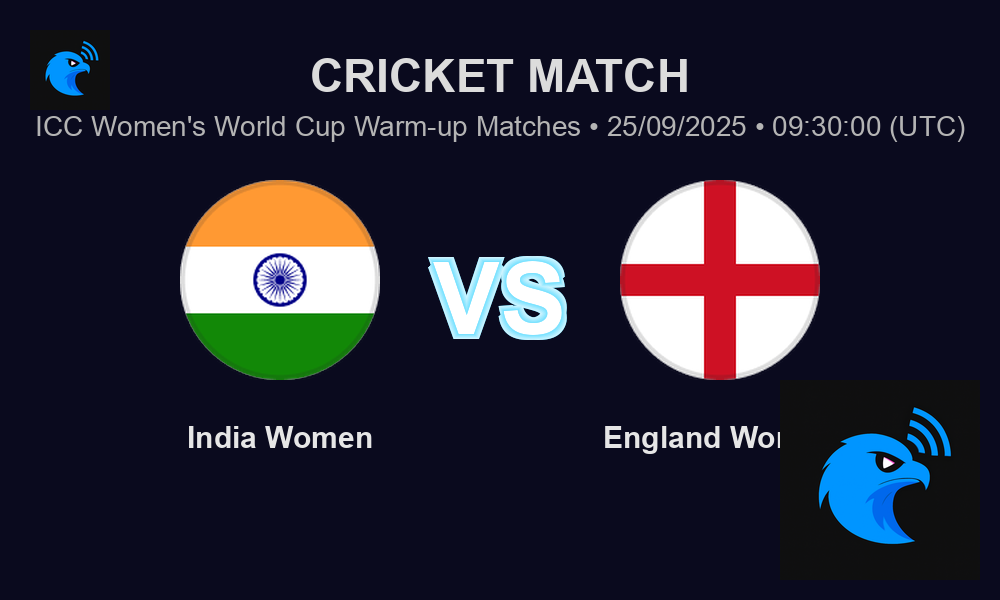 CRICKET MATCH
ICC Women's World Cup Warm-up Matches • 25/09/2025 • 09:30:00 (UTC)
VS
India Women
England